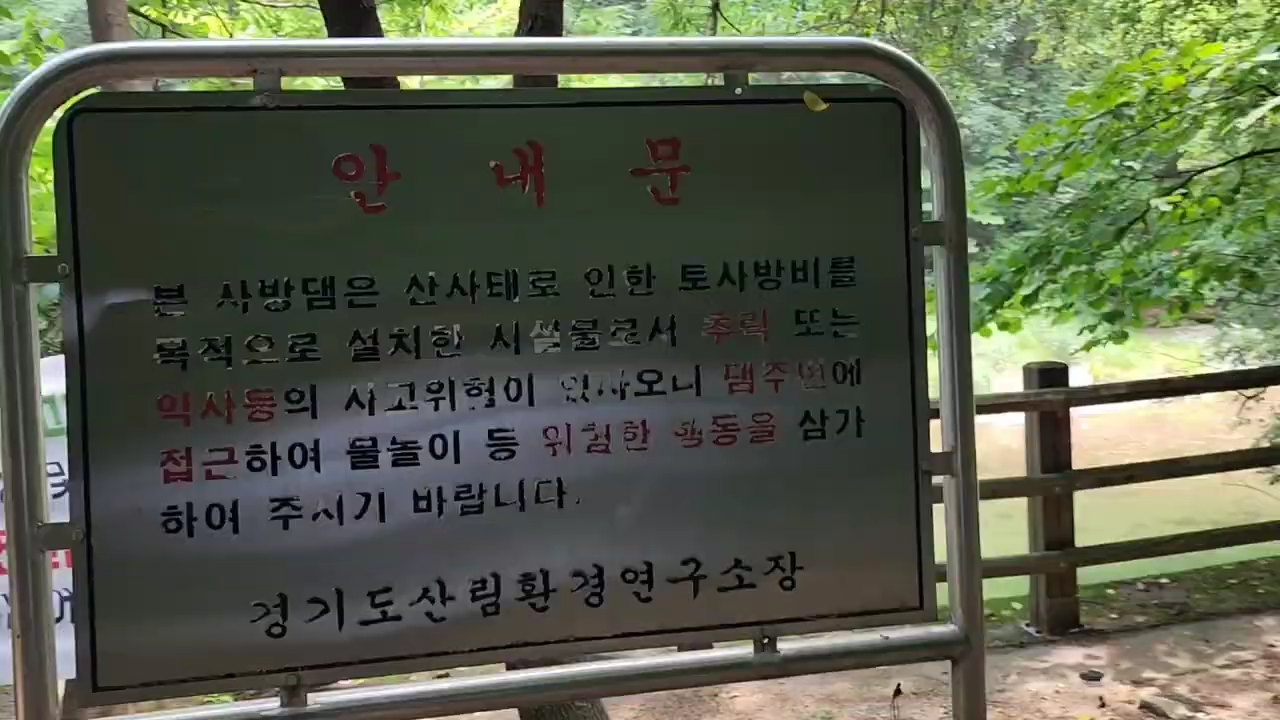 안 내 문
본 사방댐은 산사태로 인한 토사방비를
목적으로 설치한 시설물로서 추락 또는
익사등의 사고위험이 있사오니 댐주변에
접근하여 물놀이 등 위험한 행동을 삼가
하여 주시기 바랍니다.
경기도산림환경연구소장